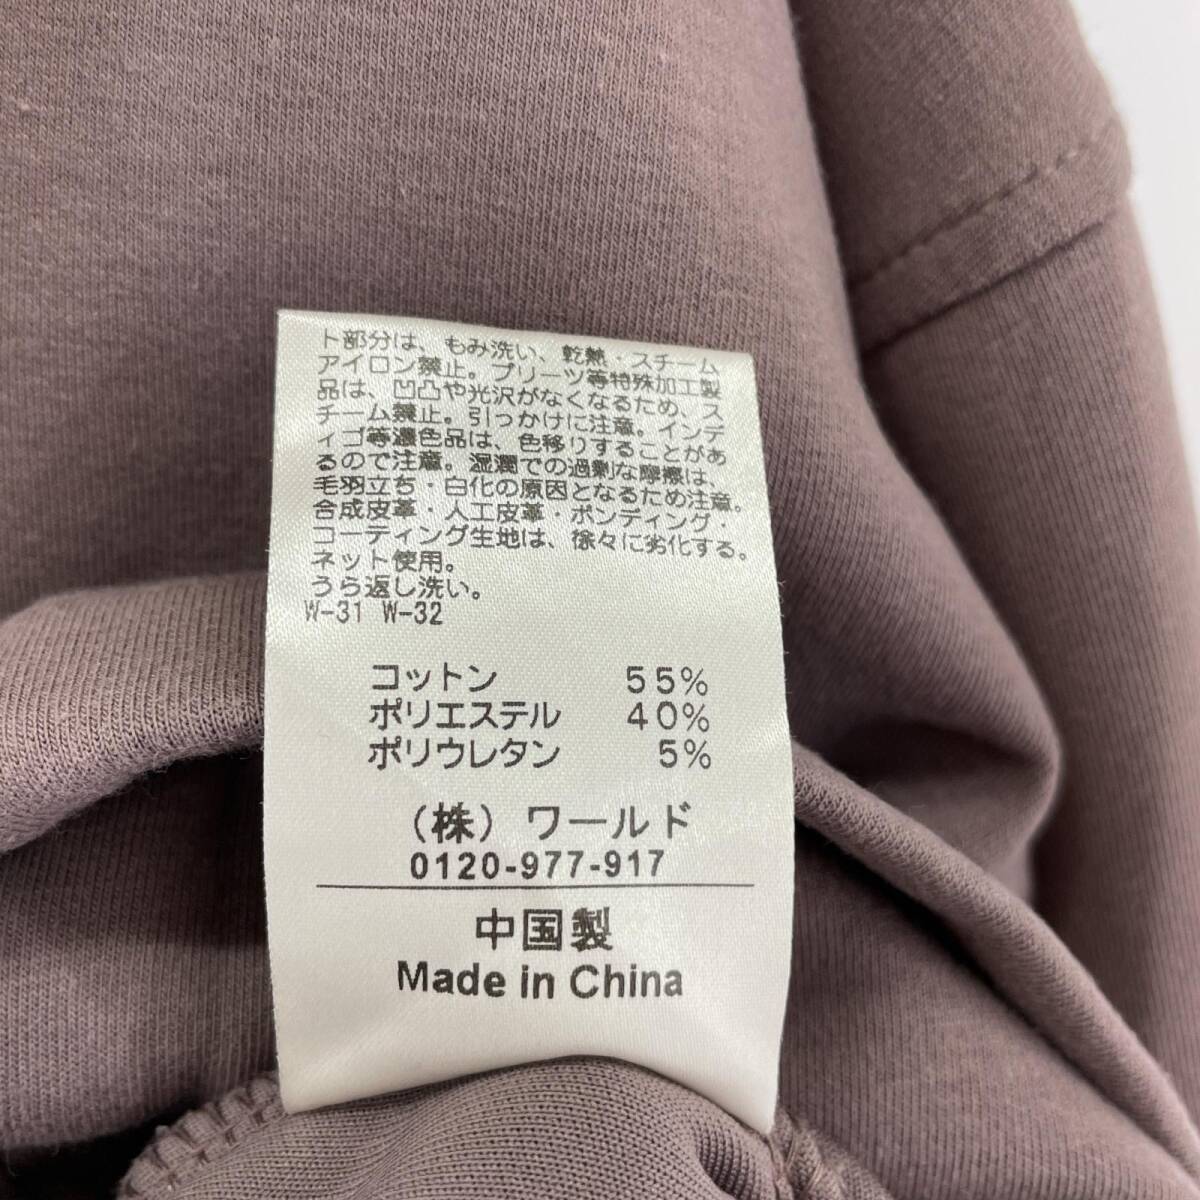 ト部分は、もみ洗い、乾熱・スチーム
アイロン禁止。プリーツ等特殊加工製
品は、凹凸や光沢がなくなるため、ス
チーム禁止。引っかけに注意。インデ
ィゴ等濃色品は、色移りすることがあ
るので注意。湿潤での過剰な摩擦は、
毛羽立ち・白化の原因となるため注意。
合成皮革・人工皮革・ボンディング・
コーティング生地は、徐々に劣化する。
ネット使用。
うら返し洗い。
W-31 W-32
コットン 55%
ポリエステル 40%
ポリウレタン 5%
(株) ワールド
0120-977-917
中国製
Made in China